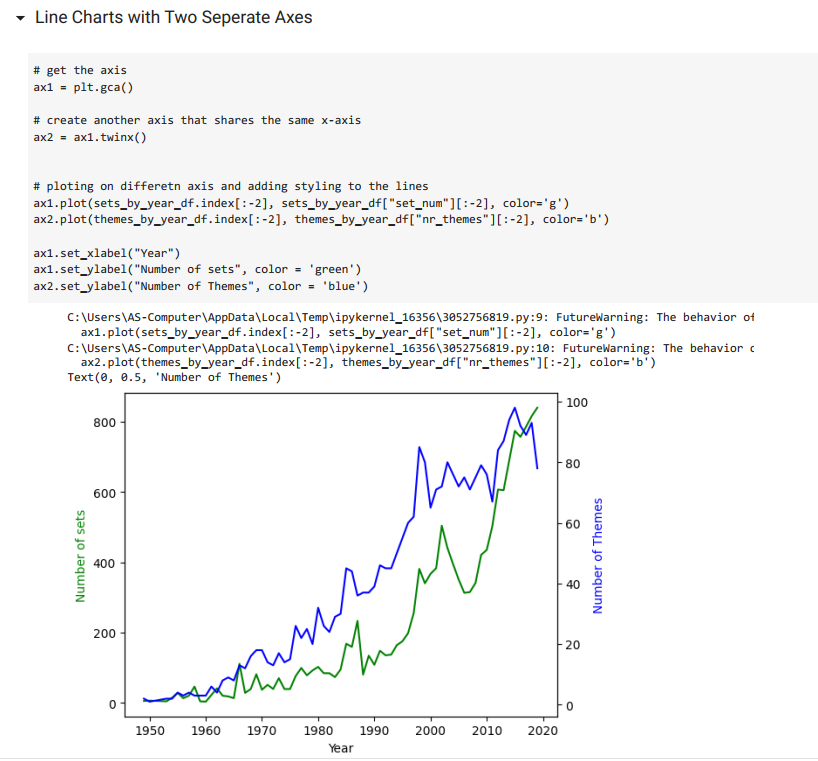 Line Charts with Two Seperate Axes
# get the axis
ax1 = plt.gca()
# create another axis that shares the same x-axis
ax2 = ax1.twinx()
# ploting on differetn axis and adding styling to the lines
ax1.plot(sets_by_year_df.index[:-2], sets_by_year_df["set_num"][:-2], color='g')
ax2.plot(themes_by_year_df.index[:-2], themes_by_year_df["nr_themes"][:-2], color='b')
ax1.set_xlabel("Year")
ax1.set_ylabel("Number of sets", color = 'green')
ax2.set_ylabel("Number of Themes", color = 'blue')
C:\Users\AS-Computer\AppData\Local\Temp\ipykernel_16356\3052756819.py:9: FutureWarning: The behavior of
ax1.plot(sets_by_year_df.index[:-2], sets_by_year_df["set_num"][:-2], color='g')
C:\Users\AS-Computer\AppData\Local\Temp\ipykernel_16356\3052756819.py:10: FutureWarning: The behavior
ax2.plot(themes_by_year_df.index[:-2], themes_by_year_df["nr_themes"][:-2], color='b')
Text(0, 0.5, 'Number of Themes')
Number of sets
800
600
400
200
0
100
80
60
40
20
0
Number of Themes
1950 1960 1970 1980 1990 2000 2010 2020
Year